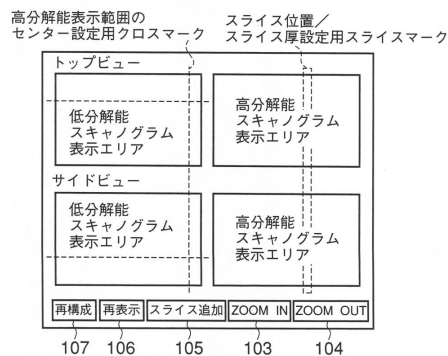 高分解能表示範囲の
センター設定用クロスマーク
スライス位置／
スライス厚設定用スライスマーク
トップビュー
低分解能
スキャノグラム
表示エリア
高分解能
スキャノグラム
表示エリア
サイドビュー
低分解能
スキャノグラム
表示エリア
高分解能
スキャノグラム
表示エリア
再構成 再表示 スライス追加 ZOOM IN ZOOM OUT
107 106 105 103 104